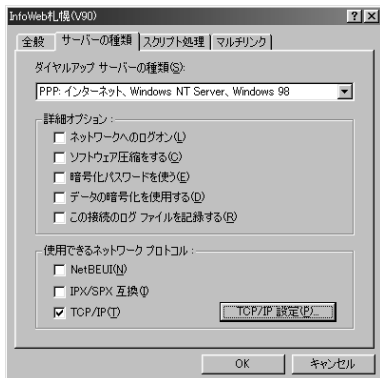 InfoWeb札幌(V90)
全般 サーバーの種類 スクリプト処理 マルチリンク
ダイヤルアップ サーバーの種類(S):
PPP: インターネット、Windows NT Server、Windows 98
詳細オプション:
ネットワークへのログオン(L)
ソフトウェア圧縮をする(C)
暗号化パスワードを使う(E)
データの暗号化を使用する(D)
この接続のログ ファイルを記録する(R)
使用できるネットワーク プロトコル:
NetBEUI(N)
IPX/SPX 互換(I)
TCP/IP(T) TCP/IP 設定(P)...
OK キャンセル